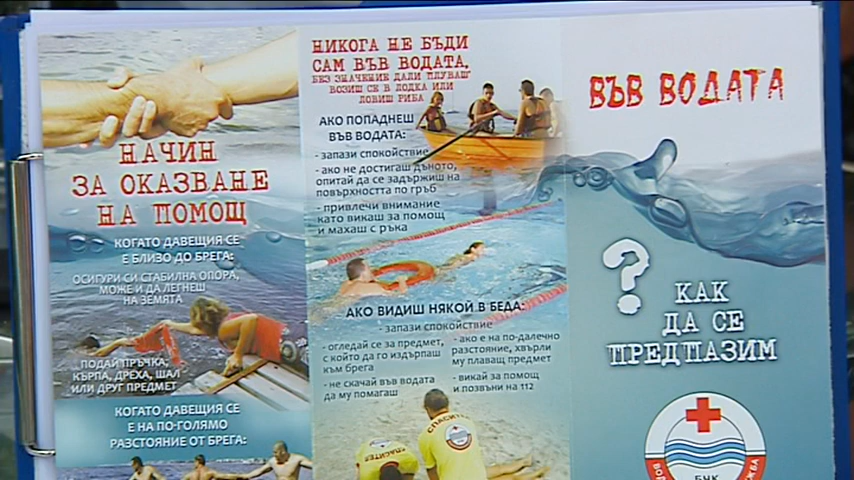 НАЧИН
ЗА ОКАЗВАНЕ
НА ПОМОЩ
КОГАТО ДАВЕЩИЯ СЕ
Е БЛИЗО ДО БРЕГА:
ОСИГУРИ СИ СТАБИЛНА ОПОРА,
МОЖЕ И ДА ЛЕГНЕШ
НА ЗЕМЯТА
ПОДАЙ ПРЪЧКА,
КЪРПА, ДРЕХА, ШАЛ
ИЛИ ДРУГ ПРЕДМЕТ
КОГАТО ДАВЕЩИЯ СЕ
Е НА ПО-ГОЛЯМО
РАЗСТОЯНИЕ ОТ БРЕГА:
НИКОГА НЕ БЪДИ
САМ ВЪВ ВОДАТА,
БЕЗ ЗНАЧЕНИЕ ДАЛИ ПЛУВАШ
ВОЗИШ СЕ В ЛОДКА ИЛИ
ЛОВИШ РИБА
АКО ПОПАДНЕШ
ВЪВ ВОДАТА:
- запази спокойствие
- ако не достигаш дъното,
опитай да се задържиш на
повърхността по гръб
- привлечи внимание
като викаш за помощ
и махаш с ръка
АКО ВИДИШ НЯКОЙ В БЕДА:
- запази спокойствие
- огледай се за предмет,
с който да го издърпаш
към брега
- не скачай във водата
да му помагаш
- ако е на по-далечно
разстояние, хвърли
му плаващ предмет
- викай за помощ
и позвъни на 112
СПАСИТЕЛ
СПАСИТЕЛ
ВЪВ ВОДАТА
?
КАК
ДА СЕ
ПРЕДПАЗИМ
БЧК